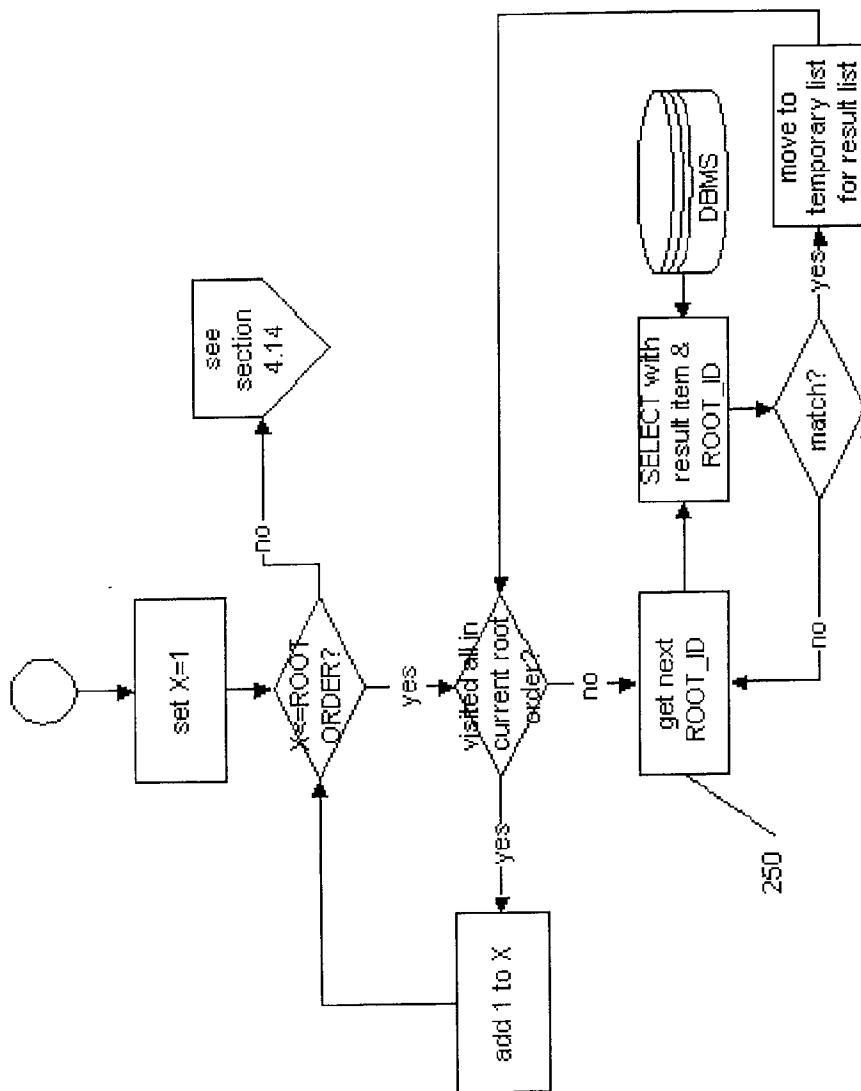 set X=1
X<=ROOT
ORDER?
no
see
section
4.14
yes
visited all in
current root
order?
yes
add 1 to X
no
get next
ROOT_ID
250
SELECT with
result item &
ROOT_ID
DBMS
match?
no
yes
move to
temporary list
for result list